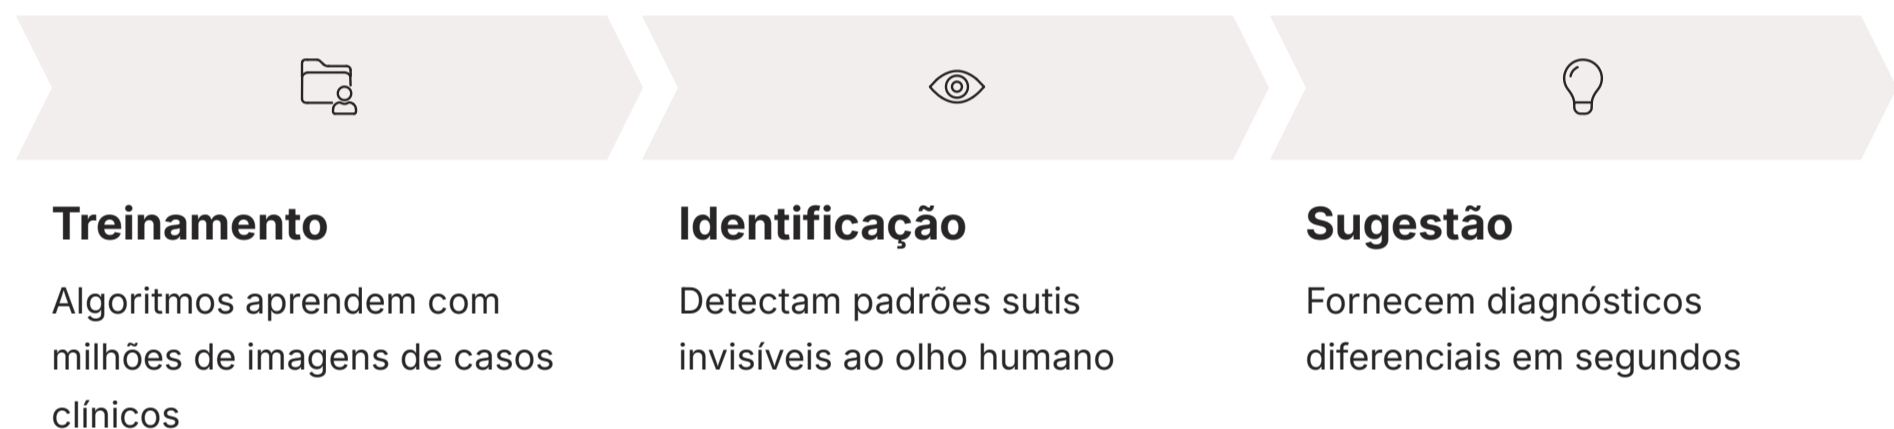 Treinamento
Algoritmos aprendem com
milhões de imagens de casos
clínicos
Identificação
Detectam padrões sutis
invisíveis ao olho humano
Sugestão
Fornecem diagnósticos
diferenciais em segundos